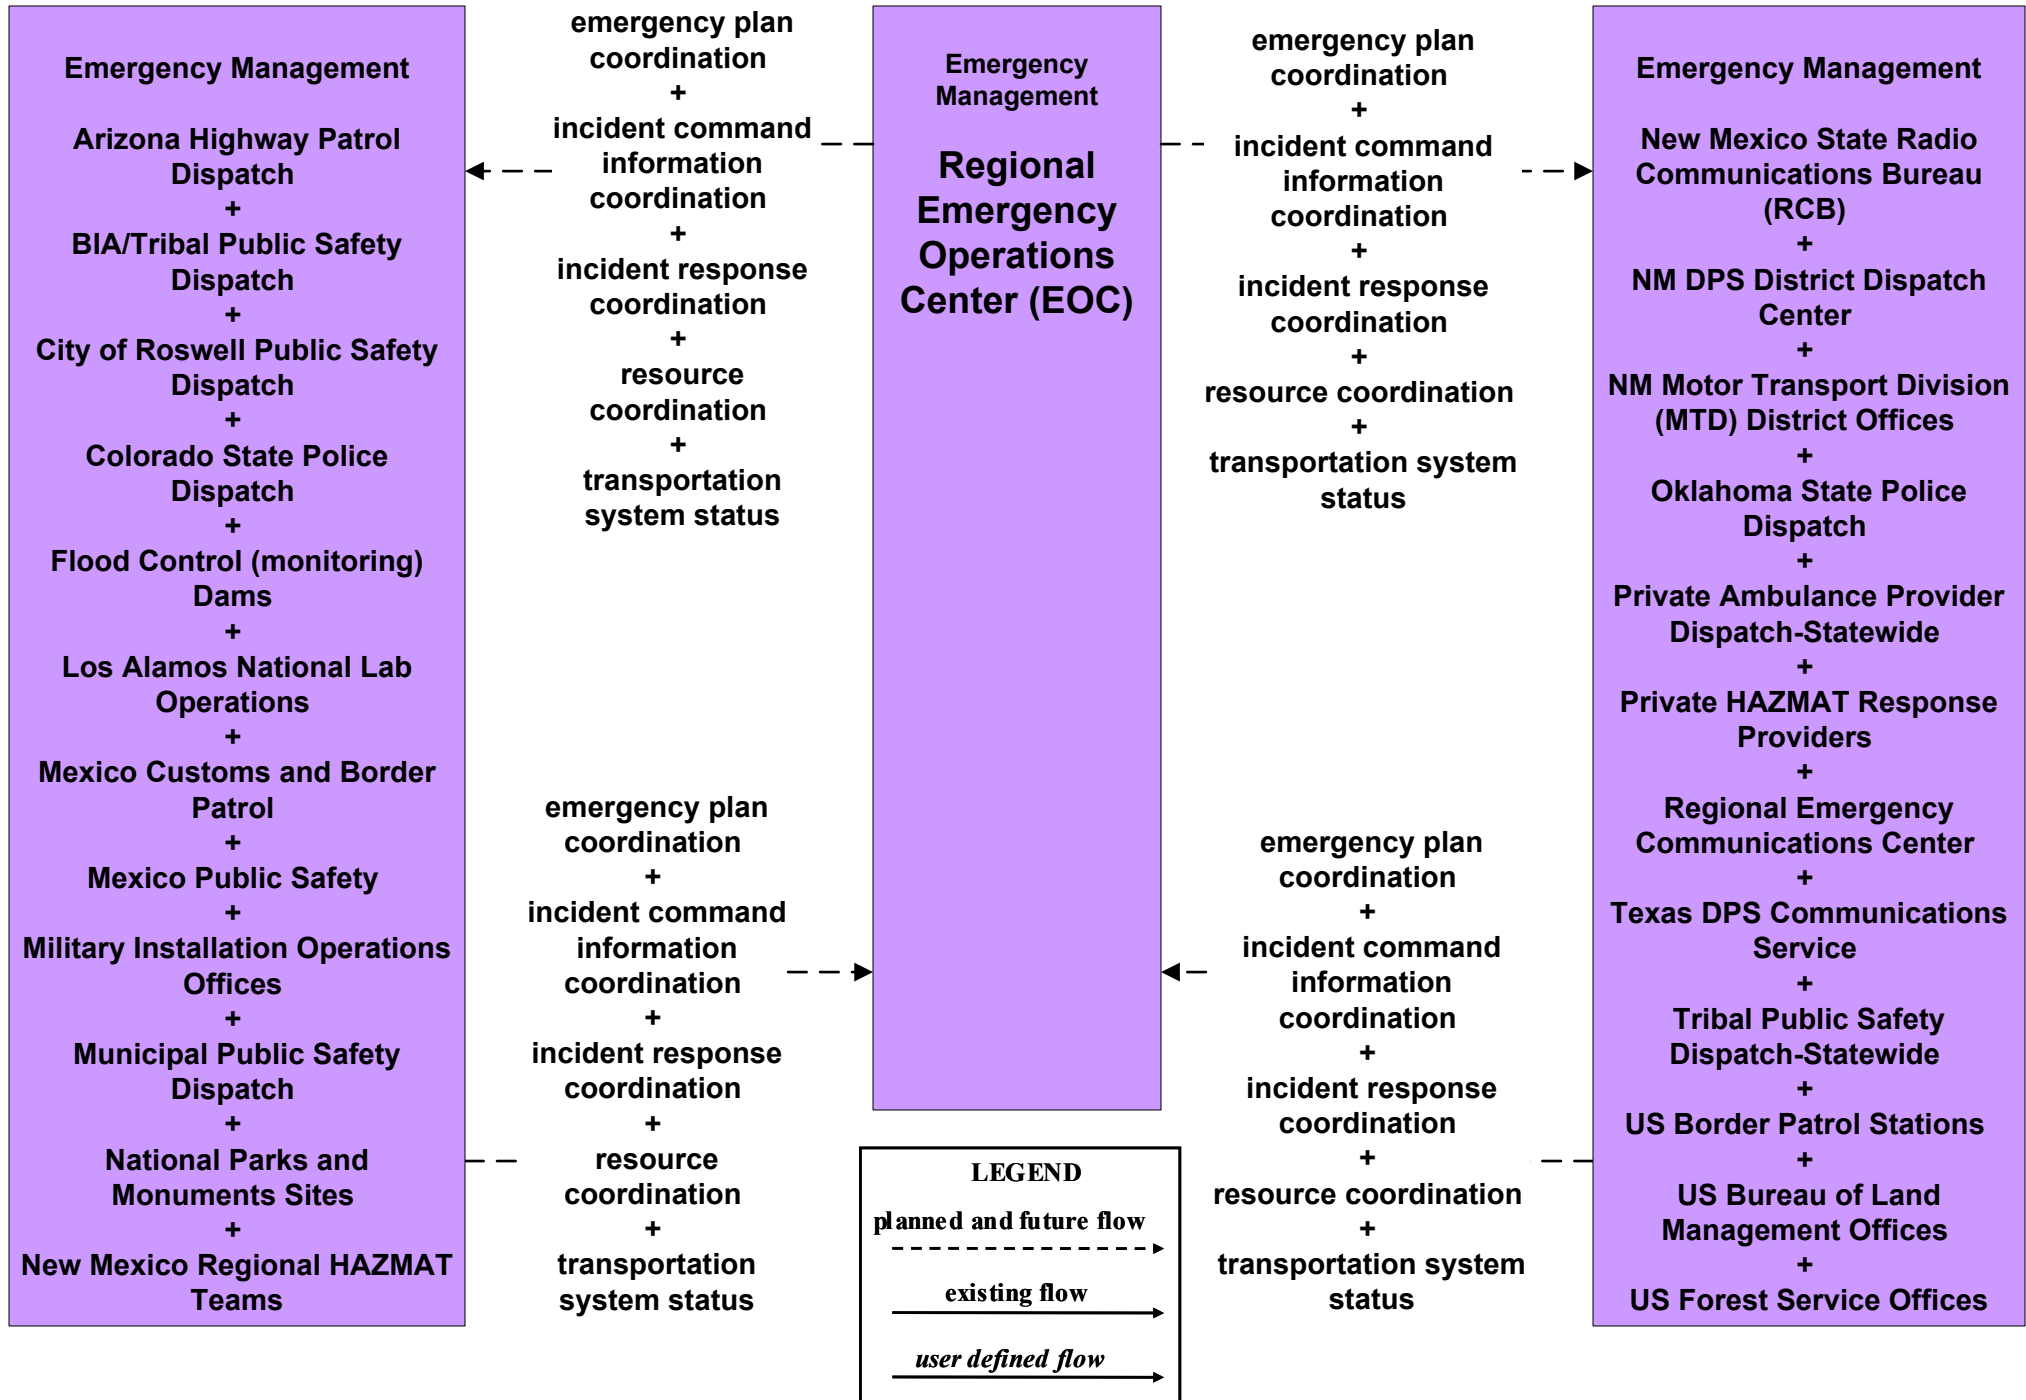 Emergency Management
Arizona Highway Patrol
Dispatch
+
BIA/Tribal Public Safety
Dispatch
+
City of Roswell Public Safety
Dispatch
+
Colorado State Police
Dispatch
+
Flood Control (monitoring)
Dams
+
Los Alamos National Lab
Operations
+
Mexico Customs and Border
Patrol
+
Mexico Public Safety
+
Military Installation Operations
Offices
+
Municipal Public Safety
Dispatch
+
National Parks and
Monuments Sites
+
New Mexico Regional HAZMAT
Teams
emergency plan
coordination
+
incident command
information
coordination
+
incident response
coordination
+
resource
coordination
+
transportation
system status
emergency plan
coordination
+
incident command
information
coordination
+
incident response
coordination
+
resource
coordination
+
transportation
system status
Emergency
Management
Regional
Emergency
Operations
Center (EOC)
LEGEND
planned and future flow
existing flow
user defined flow
emergency plan
coordination
+
incident command
information
coordination
+
incident response
coordination
+
resource coordination
+
transportation system
status
emergency plan
coordination
+
incident command
information
coordination
+
incident response
coordination
+
resource coordination
+
transportation system
status
Emergency Management
New Mexico State Radio
Communications Bureau
(RCB)
+
NM DPS District Dispatch
Center
+
NM Motor Transport Division
(MTD) District Offices
+
Oklahoma State Police
Dispatch
+
Private Ambulance Provider
Dispatch-Statewide
+
Private HAZMAT Response
Providers
+
Regional Emergency
Communications Center
+
Texas DPS Communications
Service
+
Tribal Public Safety
Dispatch-Statewide
+
US Border Patrol Stations
+
US Bureau of Land
Management Offices
+
US Forest Service Offices